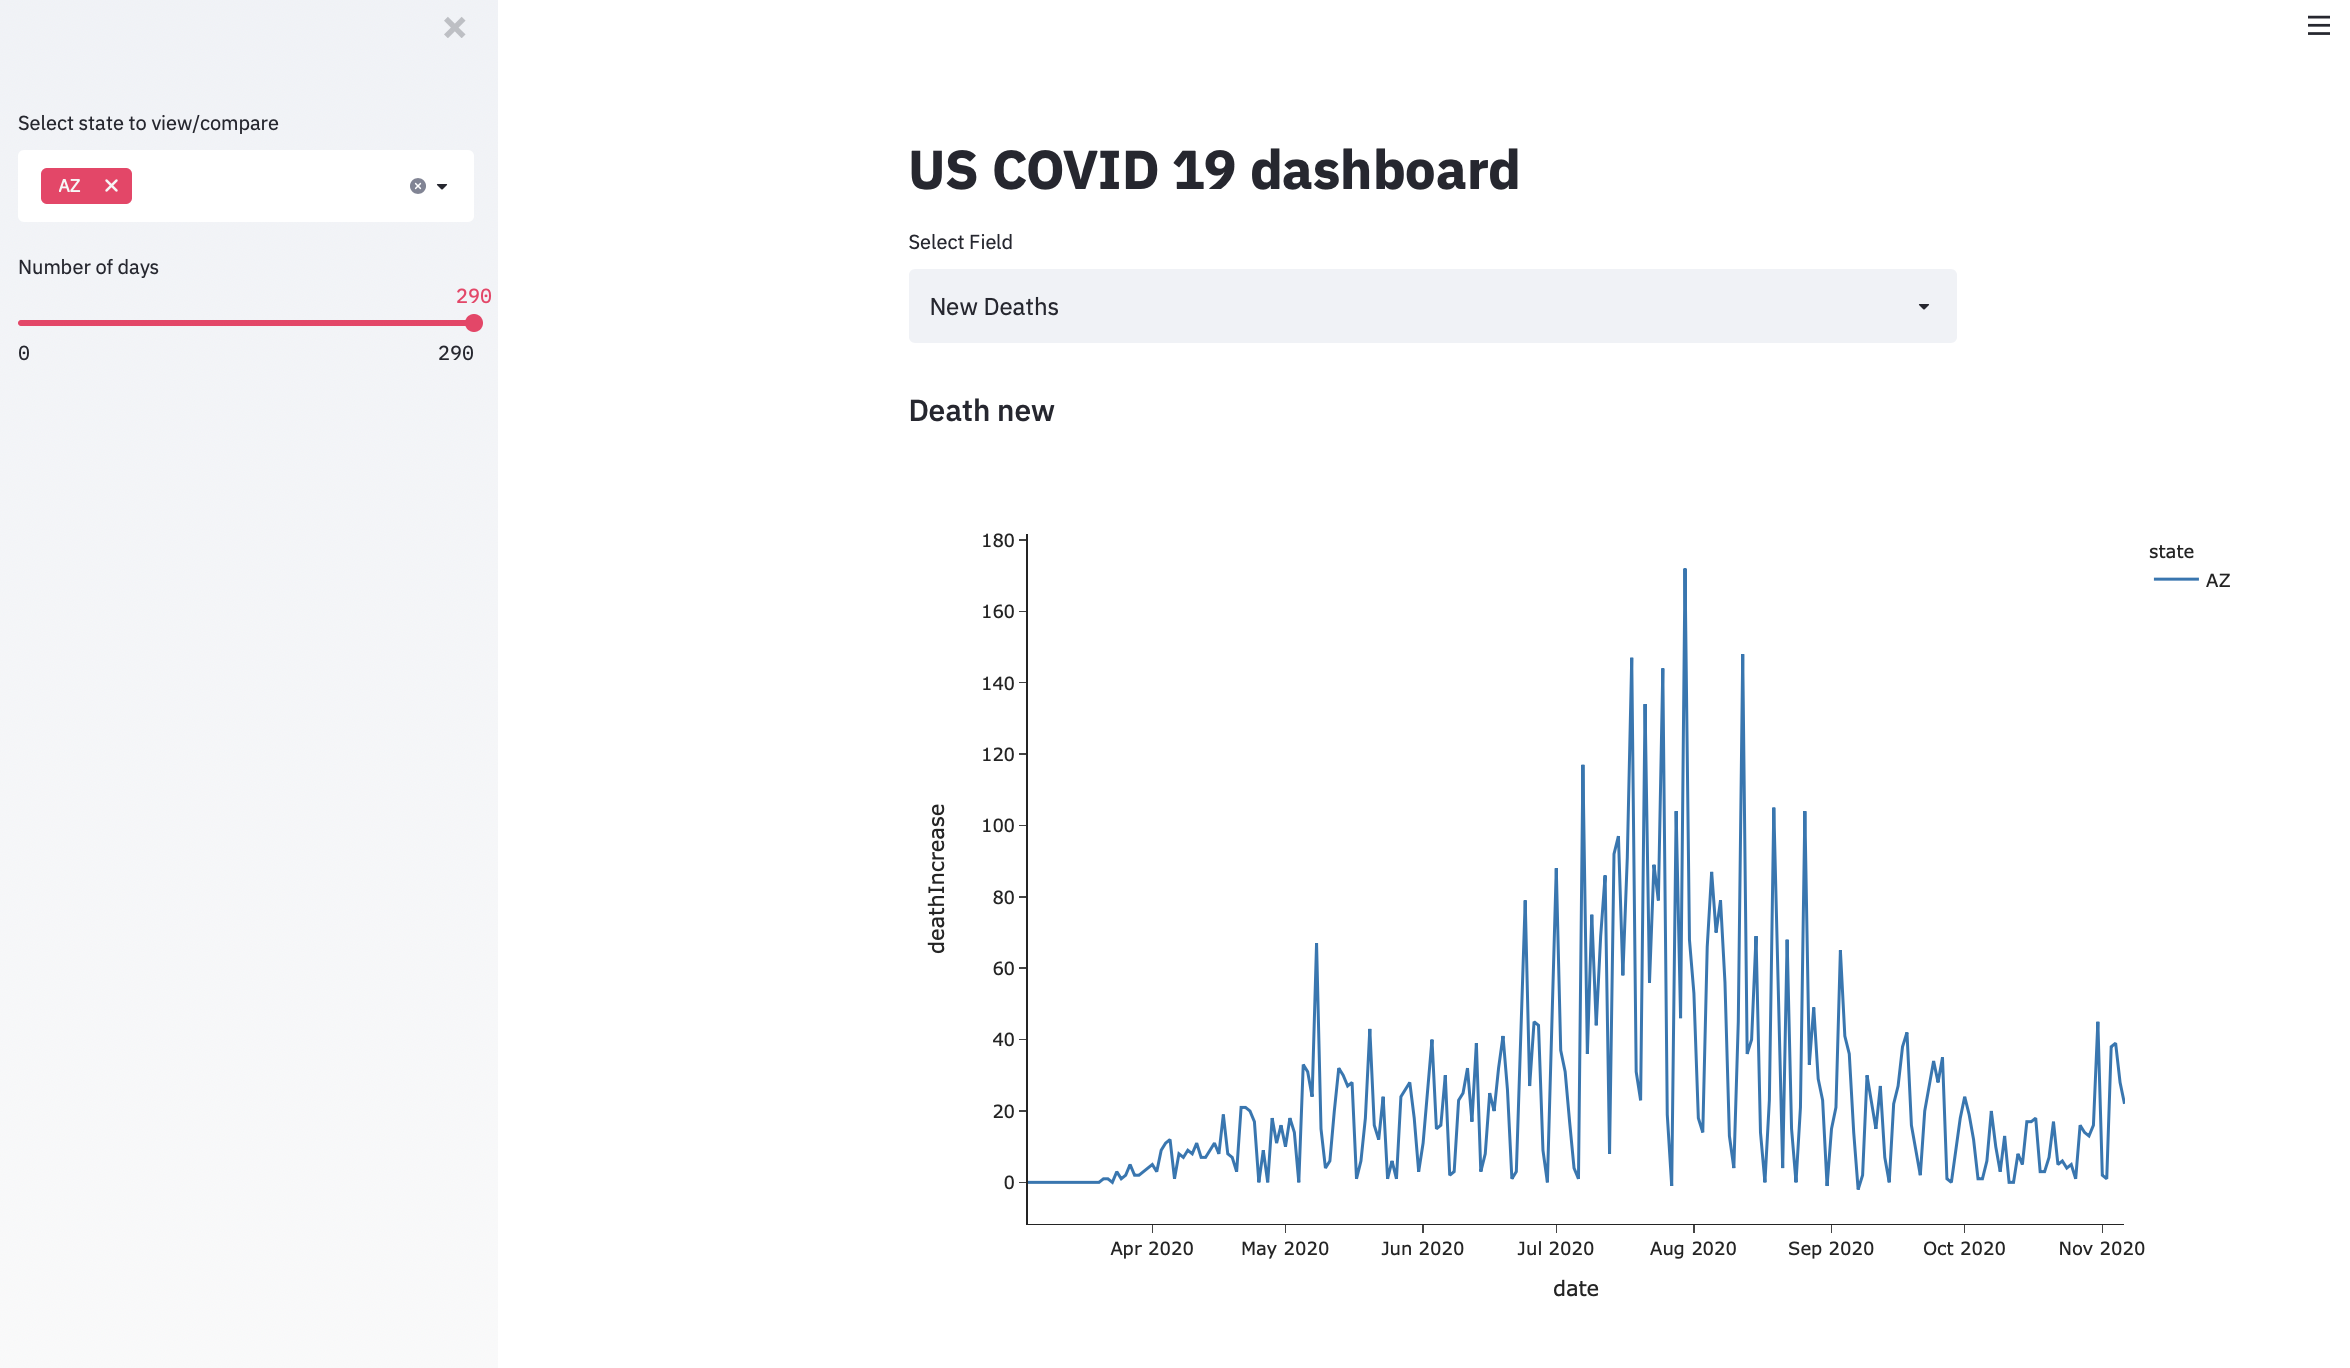 Select state to view/compare
AZ
Number of days
290
0 290
US COVID 19 dashboard
Select Field
New Deaths
Death new
180
160
140
120
100
80
60
40
20
0
deathIncrease
Apr 2020 May 2020 Jun 2020 Jul 2020 Aug 2020 Sep 2020 Oct 2020 Nov 2020
date
state
AZ